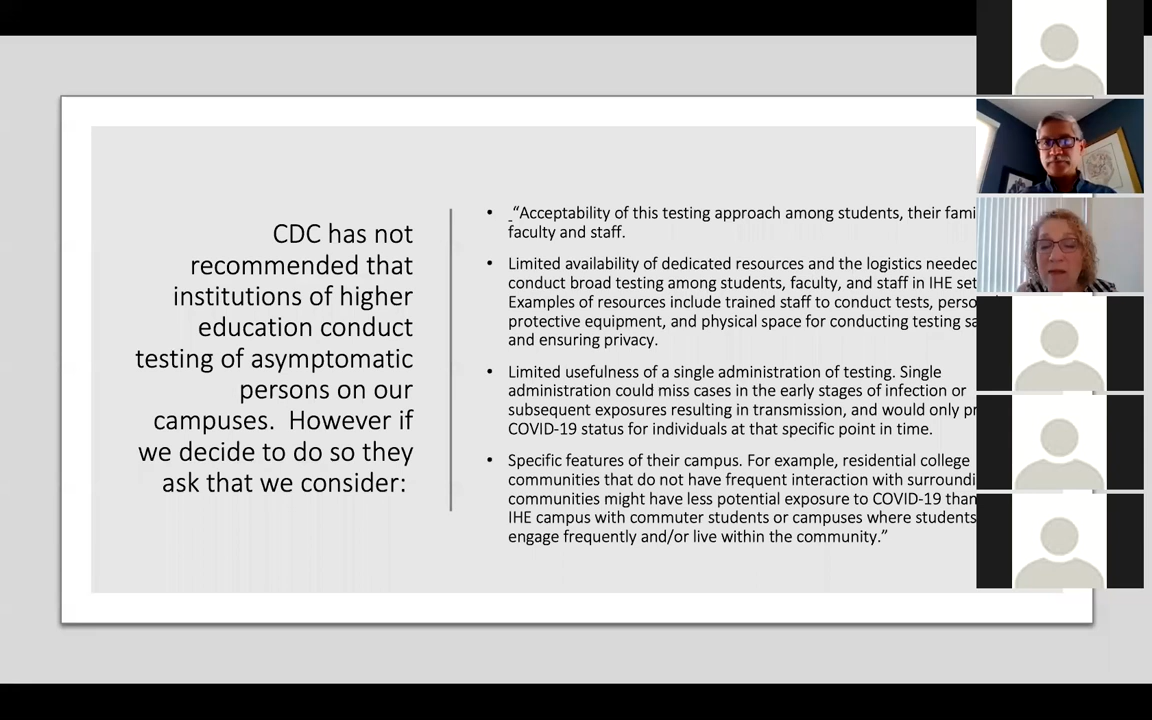 CDC has not
recommended that
institutions of higher
education conduct
testing of asymptomatic
persons on our
campuses. However if
we decide to do so they
ask that we consider:
• “Acceptability of this testing approach among students, their
faculty and staff.
• Limited availability of dedicated resources and the logistics
conduct broad testing among students, faculty, and staff in IHE
Examples of resources include trained staff to conduct tests,
protective equipment, and physical space for conducting testing
and ensuring privacy.
• Limited usefulness of a single administration of testing. Single
administration could miss cases in the early stages of infection or
subsequent exposures resulting in transmission, and would only
COVID-19 status for individuals at that specific point in time.
• Specific features of their campus. For example, residential college
communities that do not have frequent interaction with
communities might have less potential exposure to COVID-19 than
IHE campus with commuter students or campuses where students
engage frequently and/or live within the community.”